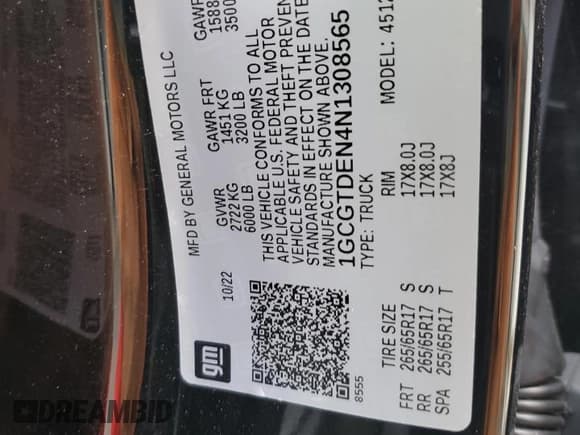 gm
MFD BY GENERAL MOTORS LLC
10/22
GVWR
2722 KG
6000 LB
GAWR FRT
1451 KG
3200 LB
GAWR
1588
3500
THIS VEHICLE CONFORMS TO ALL
APPLICABLE U.S. FEDERAL MOTOR
VEHICLE SAFETY AND THEFT PREVEN
STANDARDS IN EFFECT ON THE DATE
MANUFACTURE SHOWN ABOVE.
1GCGTDEN4N1308565
TYPE: TRUCK
MODEL: 451
8555
TIRE SIZE RIM
FRT 265/65R17 S 17X8.0J
RR 265/65R17 S 17X8.0J
SPA 255/65R17 T 17X8J
DREAMBID